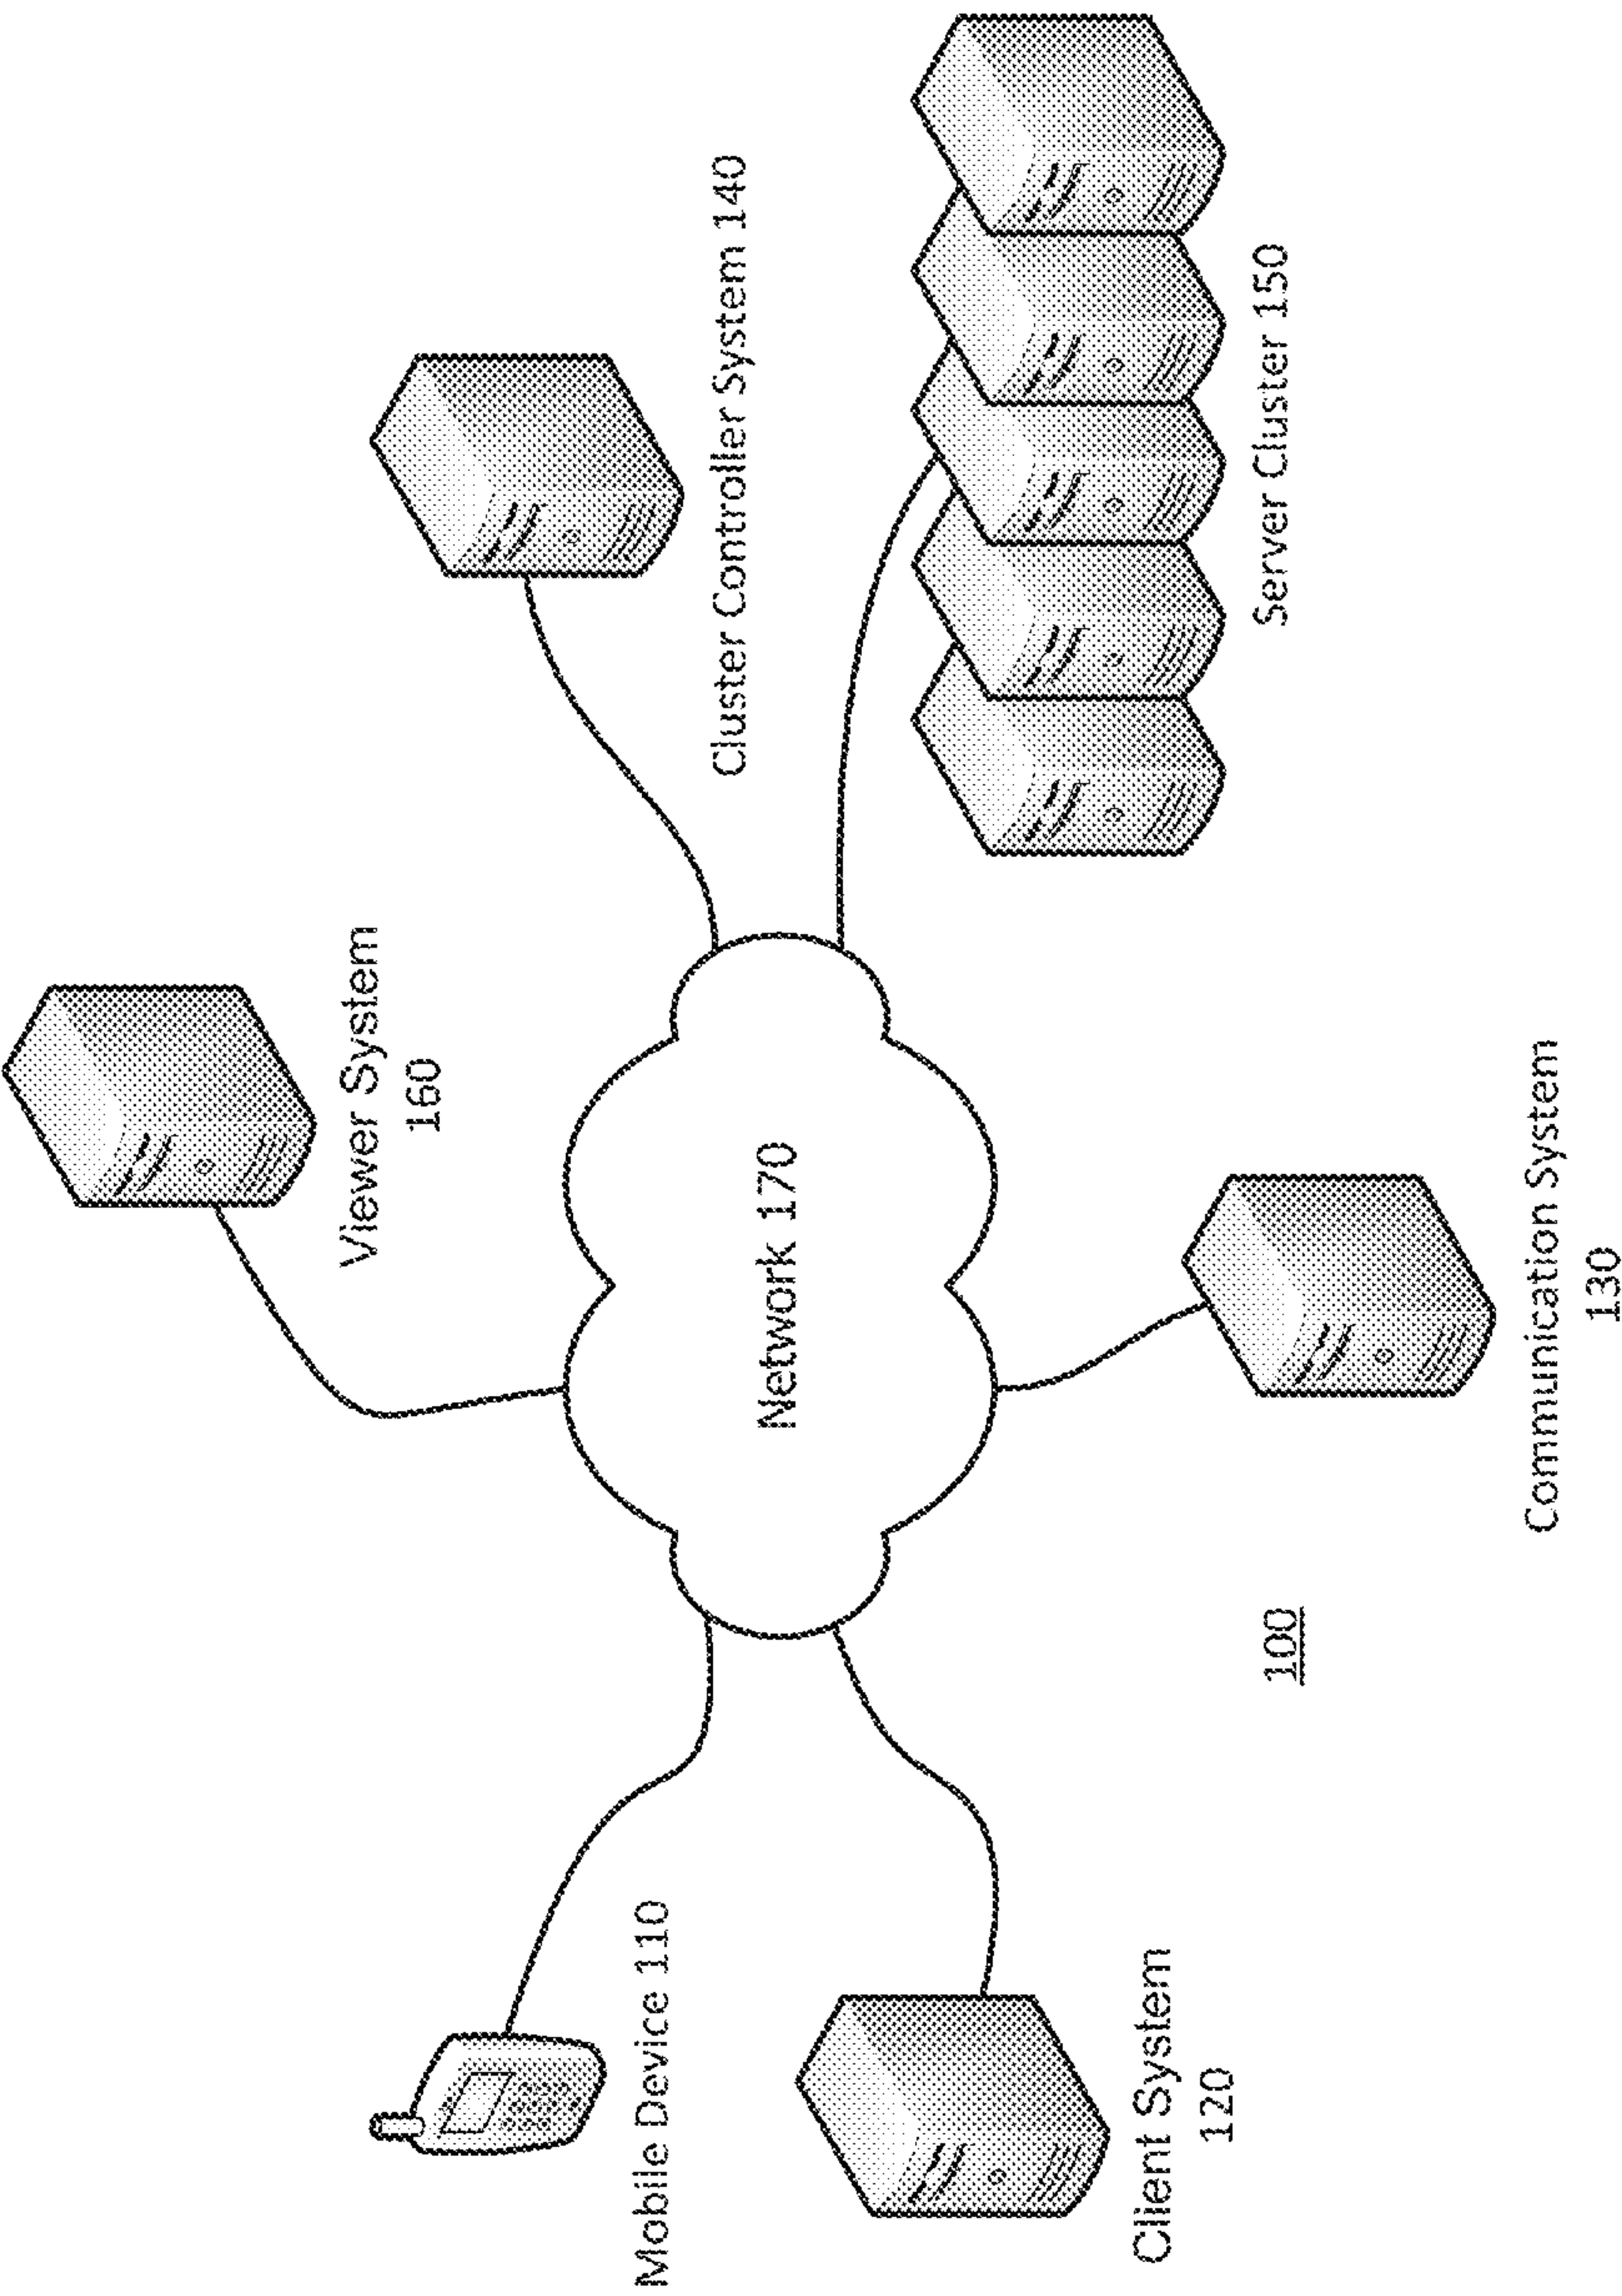 Viewer System
160
Cluster Controller System 140
Mobile Device 110
Network 170
Server Cluster 150
Client System
120
100
Communication System
130